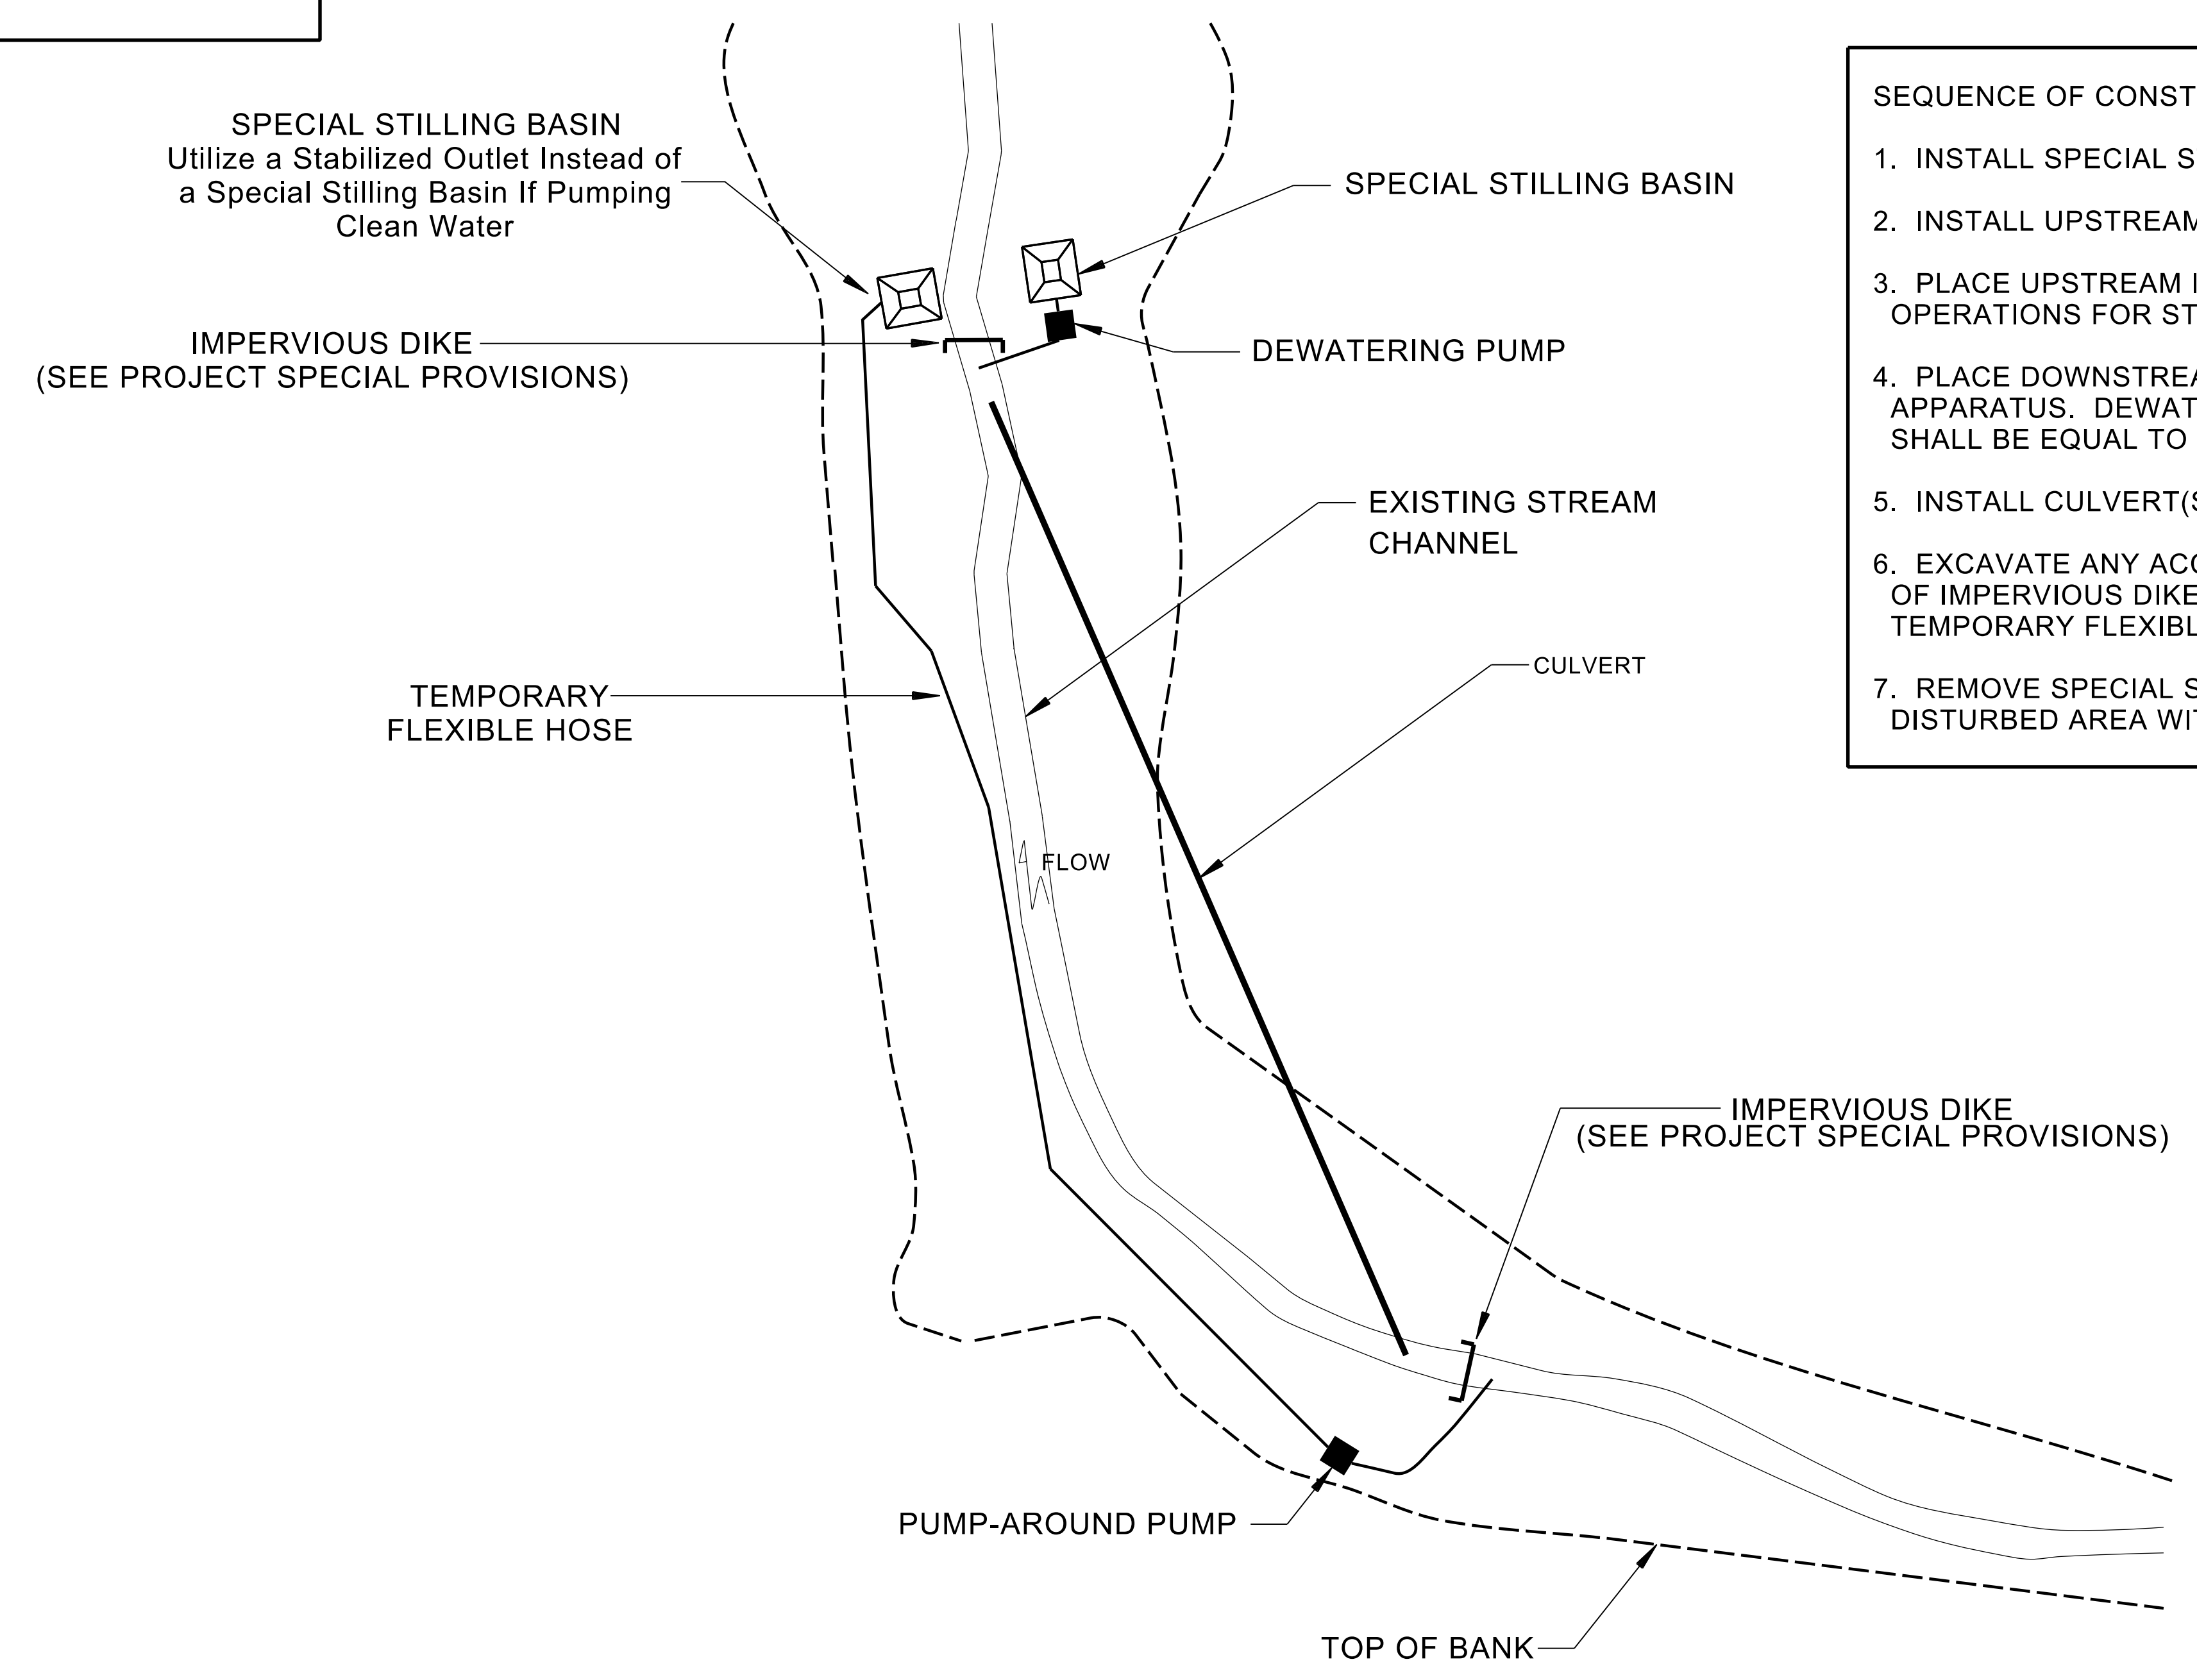 SPECIAL STILLING BASIN
Utilize a Stabilized Outlet Instead of
a Special Stilling Basin If Pumping
Clean Water
IMPERVIOUS DIKE
(SEE PROJECT SPECIAL PROVISIONS)
TEMPORARY
FLEXIBLE HOSE
SPECIAL STILLING BASIN
DEWATERING PUMP
EXISTING STREAM
CHANNEL
CULVERT
FLOW
IMPERVIOUS DIKE
(SEE PROJECT SPECIAL PROVISIONS)
PUMP-AROUND PUMP
TOP OF BANK
SEQUENCE OF CONST
1. INSTALL SPECIAL S
2. INSTALL UPSTREAM
3. PLACE UPSTREAM I
OPERATIONS FOR ST
4. PLACE DOWNSTREA
APPARATUS. DEWAT
SHALL BE EQUAL TO
5. INSTALL CULVERT(S
6. EXCAVATE ANY ACC
OF IMPERVIOUS DIKE
TEMPORARY FLEXIBL
7. REMOVE SPECIAL S
DISTURBED AREA WIT